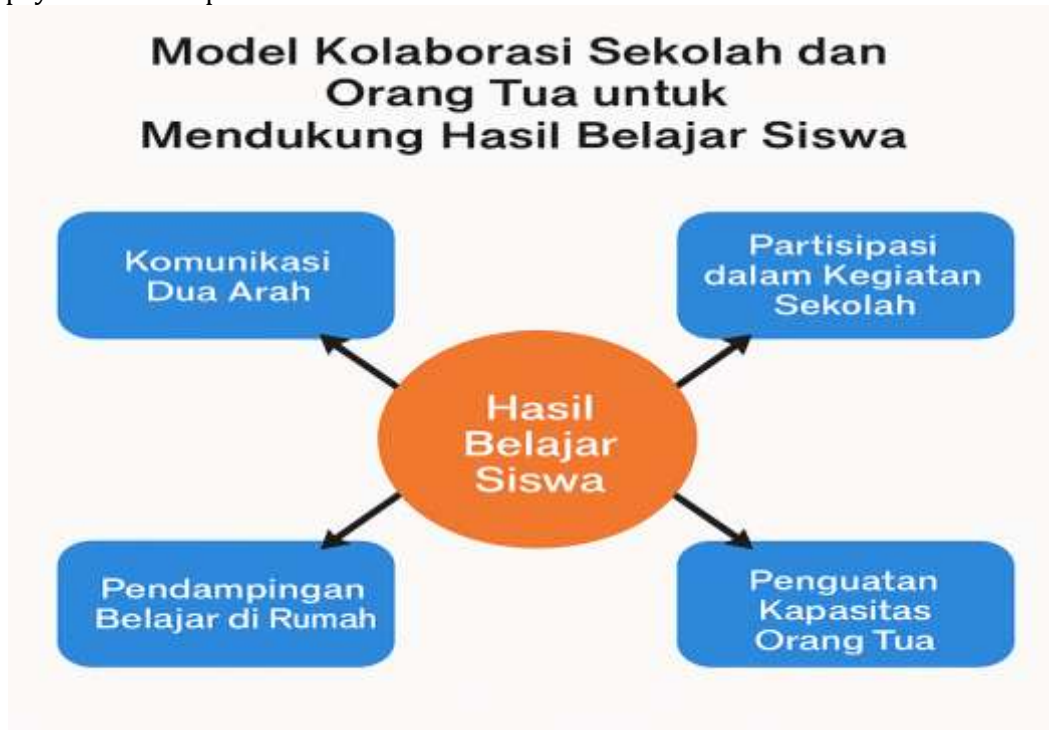 Model Kolaborasi Sekolah dan
Orang Tua untuk
Mendukung Hasil Belajar Siswa
Komunikasi
Dua Arah
Partisipasi
dalam Kegiatan
Sekolah
Hasil
Belajar
Siswa
Pendampingan
Belajar di Rumah
Penguatan
Kapasitas
Orang Tua